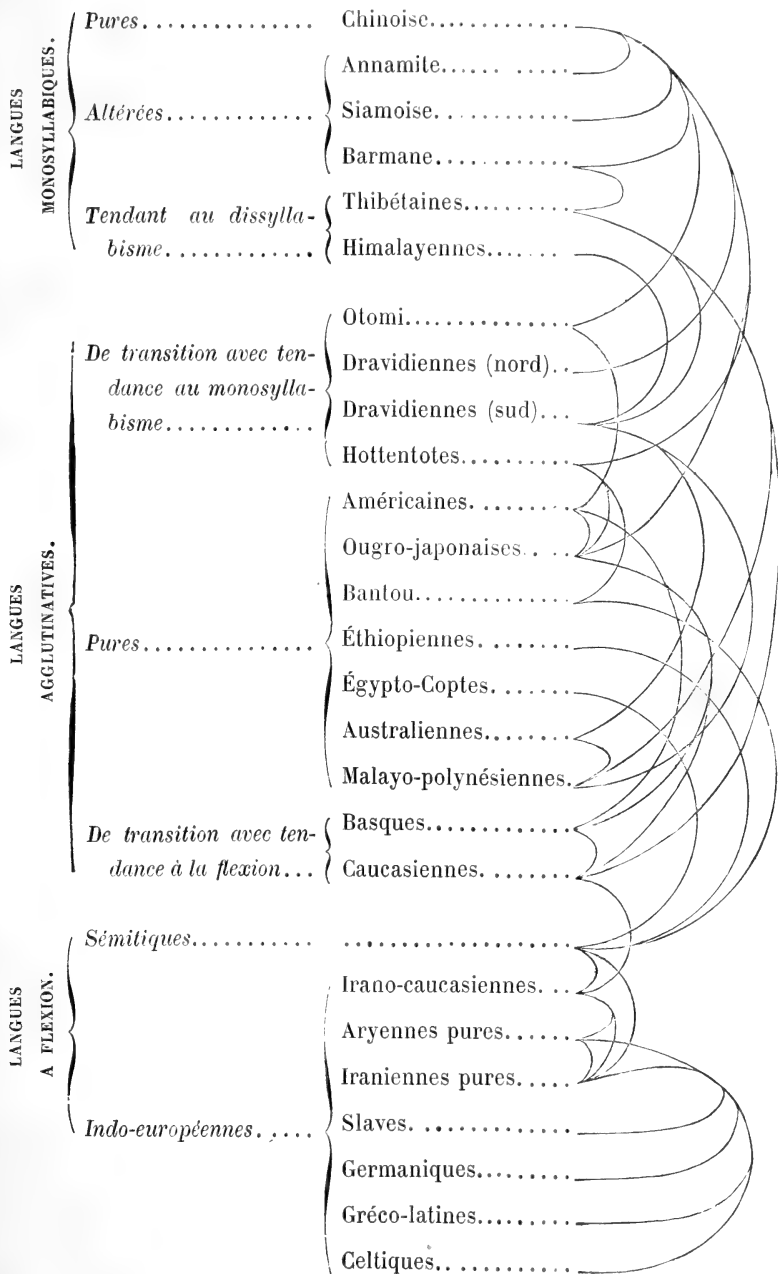 LANGUES
MONOSYLLABIQUES.
Pures.............. Chinoise............
Altérées............. Annamite...... .....
Siamoise............
Barmane............
Tendant au dissylla-
bisme............. Thibétaines.........
Himalayennes.......
LANGUES
AGGLUTINATIVES.
De transition avec ten-
dance au monosylla-
bisme............. Otomi..............
Dravidiennes (nord)..
Dravidiennes (sud)...
Hottentotes.........
Pures............... Américaines. ........
Ougro-japonaises. . .
Bantou..............
Éthiopiennes. .......
Égypto-Coptes. ......
Australiennes........
Malayo-polynésiennes.
De transition avec ten-
dance à la flexion... Basques.............
Caucasiennes. .......
LANGUES
A FLEXION.
Sémitiques........... ..................
Indo-européennes..... Irano-caucasiennes. ..
Aryennes pures......
Iraniennes pures.....
Slaves. .............
Germaniques.........
Gréco-latines........
Celtiques............